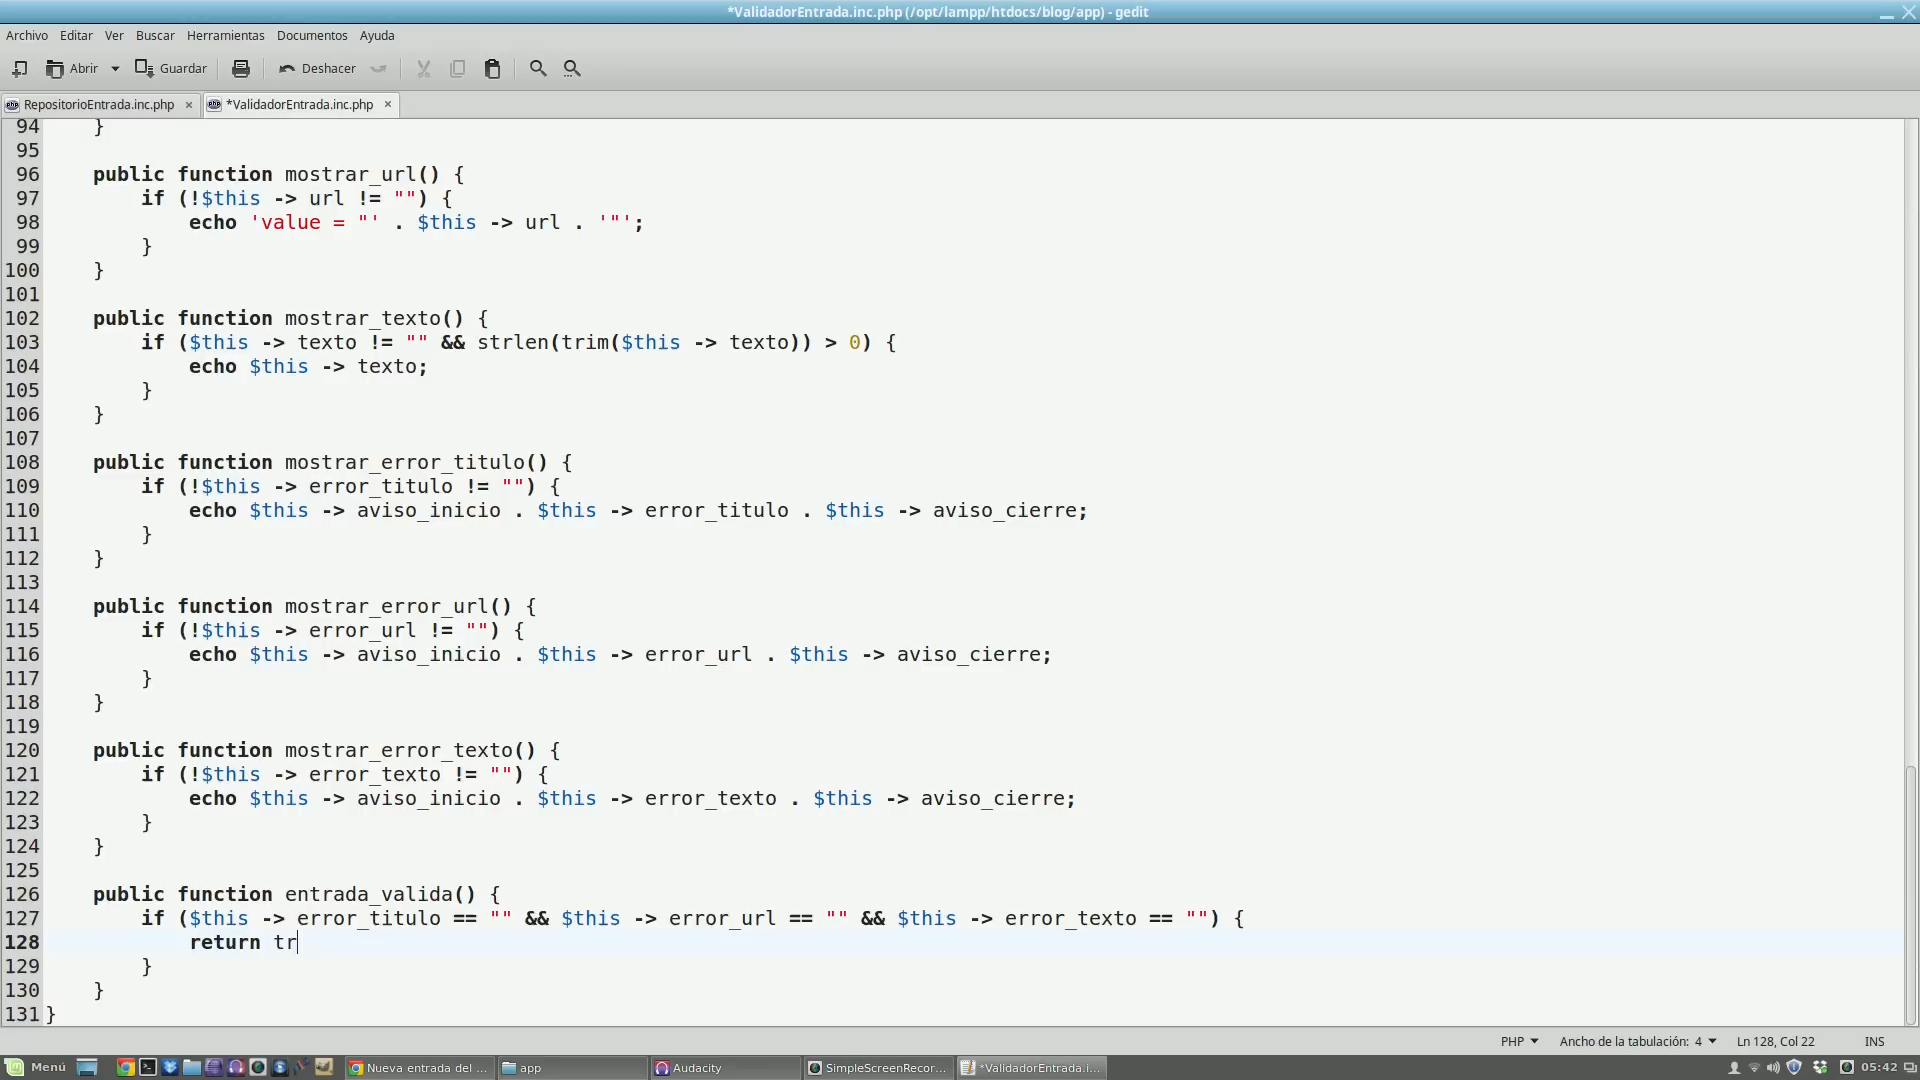 *ValidadorEntrada.inc.php (/opt/lampp/htdocs/blog/app) - gedit
Archivo Editar Ver Buscar Herramientas Documentos Ayuda
Abrir Guardar Deshacer
RepositorioEntrada.inc.php × *ValidadorEntrada.inc.php ×
94     }
95
96     public function mostrar_url() {
97         if (!$this -> url != "") {
98             echo 'value = "' . $this -> url . '"';
99         }
100     }
101
102     public function mostrar_texto() {
103         if ($this -> texto != "" && strlen(trim($this -> texto)) > 0) {
104             echo $this -> texto;
105         }
106     }
107
108     public function mostrar_error_titulo() {
109         if (!$this -> error_titulo != "") {
110             echo $this -> aviso_inicio . $this -> error_titulo . $this -> aviso_cierre;
111         }
112     }
113
114     public function mostrar_error_url() {
115         if (!$this -> error_url != "") {
116             echo $this -> aviso_inicio . $this -> error_url . $this -> aviso_cierre;
117         }
118     }
119
120     public function mostrar_error_texto() {
121         if (!$this -> error_texto != "") {
122             echo $this -> aviso_inicio . $this -> error_texto . $this -> aviso_cierre;
123         }
124     }
125
126     public function entrada_valida() {
127         if ($this -> error_titulo == "" && $this -> error_url == "" && $this -> error_texto == "") {
128             return tr
129         }
130     }
131 }
PHP Ancho de la tabulación: 4 Ln 128, Col 22 INS
Menú Nueva entrada del ... app Audacity SimpleScreenRecor... *ValidadorEntrada.i... 05:42